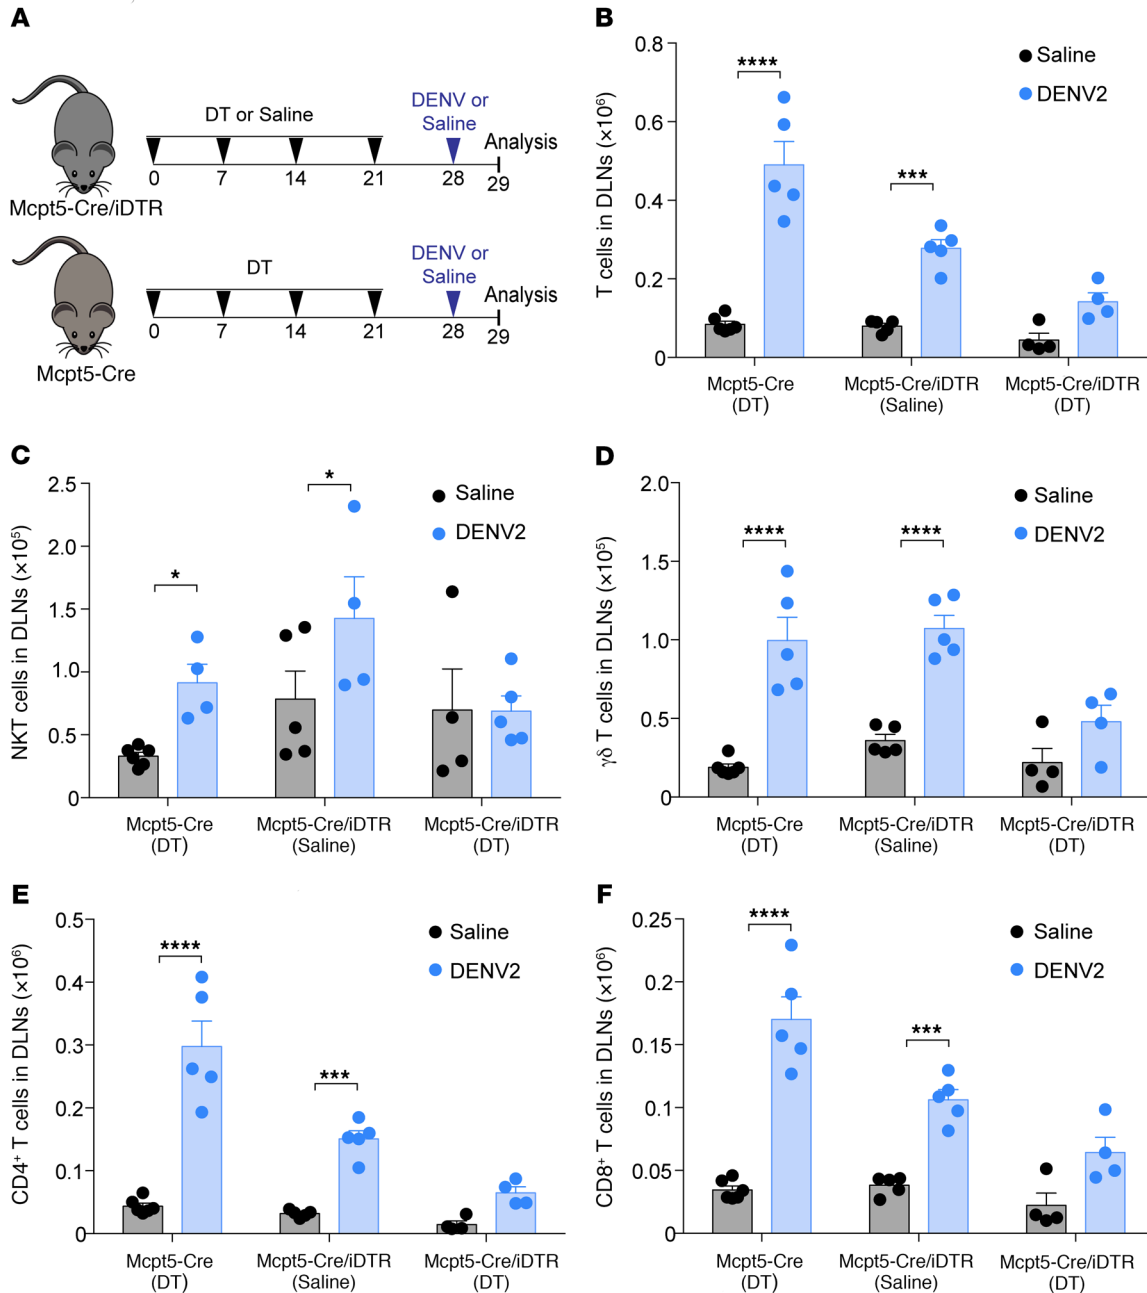 A
DT or Saline
DENV or
Saline
Analysis
0 7 14 21 28 29
Mcpt5-Cre/iDTR
DT
DENV or
Saline
Analysis
0 7 14 21 28 29
Mcpt5-Cre
B
T cells in DLNs (×10⁶)
0.8
0.6
0.4
0.2
0
Saline
DENV2
****
***
Mcpt5-Cre
(DT)
Mcpt5-Cre/iDTR
(Saline)
Mcpt5-Cre/iDTR
(DT)
C
NKT cells in DLNs (×10⁵)
2.5
2.0
1.5
1.0
0.5
0
Saline
DENV2
*
*
Mcpt5-Cre
(DT)
Mcpt5-Cre/iDTR
(Saline)
Mcpt5-Cre/iDTR
(DT)
D
γδ T cells in DLNs (×10⁵)
2.0
1.5
1.0
0.5
0
Saline
DENV2
****
****
Mcpt5-Cre
(DT)
Mcpt5-Cre/iDTR
(Saline)
Mcpt5-Cre/iDTR
(DT)
E
CD4⁺ T cells in DLNs (×10⁶)
0.5
0.4
0.3
0.2
0.1
0
Saline
DENV2
****
***
Mcpt5-Cre
(DT)
Mcpt5-Cre/iDTR
(Saline)
Mcpt5-Cre/iDTR
(DT)
F
CD8⁺ T cells in DLNs (×10⁶)
0.25
0.2
0.15
0.1
0.05
0
Saline
DENV2
****
***
Mcpt5-Cre
(DT)
Mcpt5-Cre/iDTR
(Saline)
Mcpt5-Cre/iDTR
(DT)